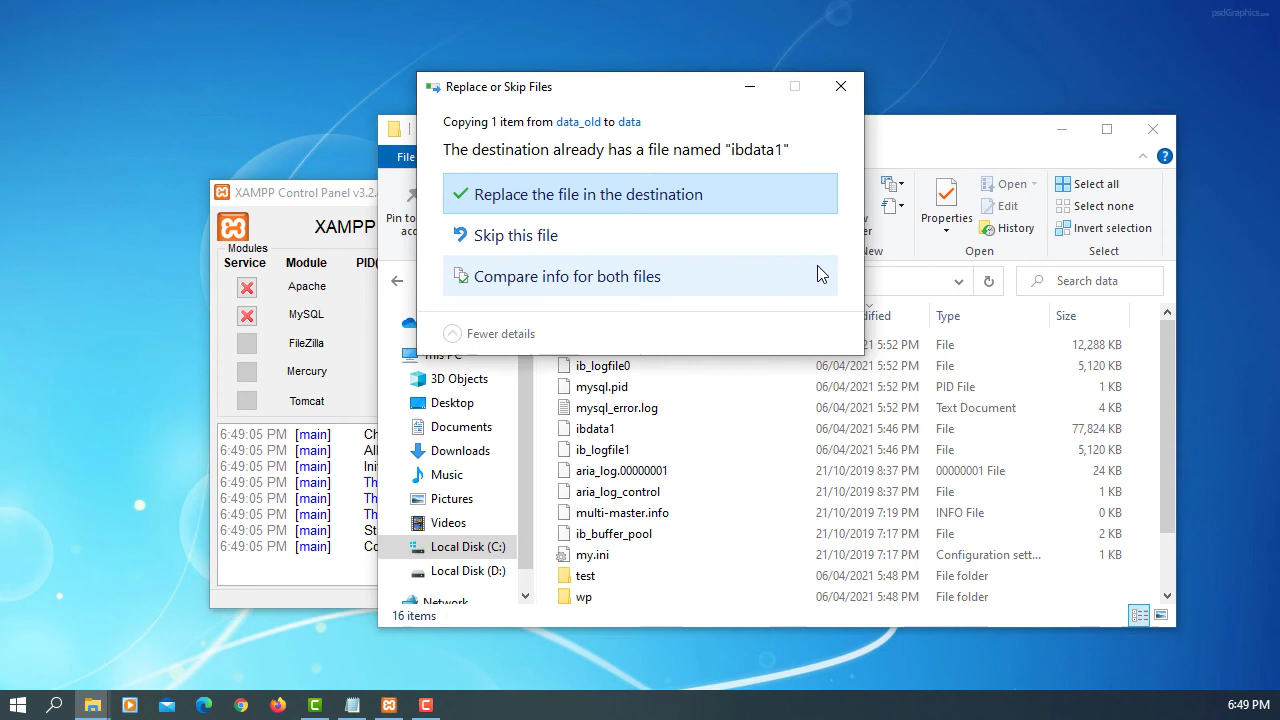 psdGraphics.com
Replace or Skip Files
Copying 1 item from data_old to data
The destination already has a file named "ibdata1"
Replace the file in the destination
Skip this file
Compare info for both files
Fewer details
XAMPP Control Panel v3.2.
XAMPP
Modules
Service Module PID(
Apache
MySQL
FileZilla
Mercury
Tomcat
6:49:05 PM [main] Ch
6:49:05 PM [main] All
6:49:05 PM [main] Init
6:49:05 PM [main] Th
6:49:05 PM [main] Th
6:49:05 PM [main] Sta
6:49:05 PM [main] Co
File
Pin to
acc
Properties
Open
Edit
History
Open
Select all
Select none
Invert selection
Select
Search data
Type Size
This PC
3D Objects
Desktop
Documents
Downloads
Music
Pictures
Videos
Local Disk (C:)
Local Disk (D:)
Network
5:52 PM File 12,288 KB
ib_logfile0 06/04/2021 5:52 PM File 5,120 KB
mysql.pid 06/04/2021 5:52 PM PID File 1 KB
mysql_error.log 06/04/2021 5:52 PM Text Document 4 KB
ibdata1 06/04/2021 5:46 PM File 77,824 KB
ib_logfile1 06/04/2021 5:46 PM File 5,120 KB
aria_log.00000001 21/10/2019 8:37 PM 00000001 File 24 KB
aria_log_control 21/10/2019 8:37 PM File 1 KB
multi-master.info 21/10/2019 7:19 PM INFO File 0 KB
ib_buffer_pool 21/10/2019 7:17 PM File 2 KB
my.ini 21/10/2019 7:17 PM Configuration sett... 1 KB
test 06/04/2021 5:48 PM File folder
wp 06/04/2021 5:48 PM File folder
16 items
6:49 PM